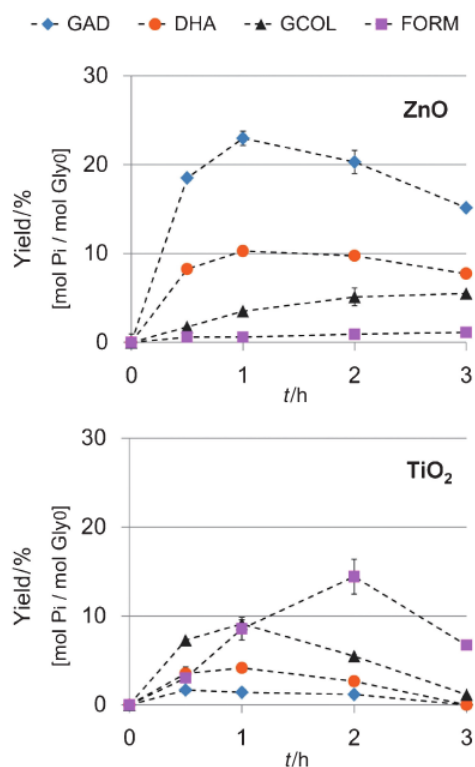 GAD DHA GCOL FORM
ZnO
Yield/%
[mol Pi / mol Gly0]
30
20
10
0
0 1 2 3
t/h
TiO₂
Yield/%
[mol Pi / mol Gly0]
30
20
10
0
0 1 2 3
t/h